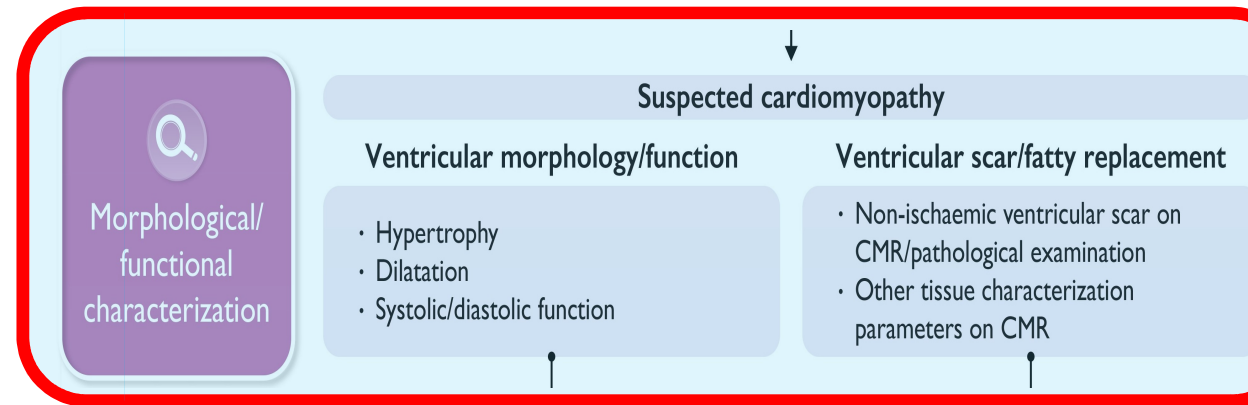 Morphological/
functional
characterization
Suspected cardiomyopathy
Ventricular morphology/function
· Hypertrophy
· Dilatation
· Systolic/diastolic function
Ventricular scar/fatty replacement
· Non-ischaemic ventricular scar on
CMR/pathological examination
· Other tissue characterization
parameters on CMR